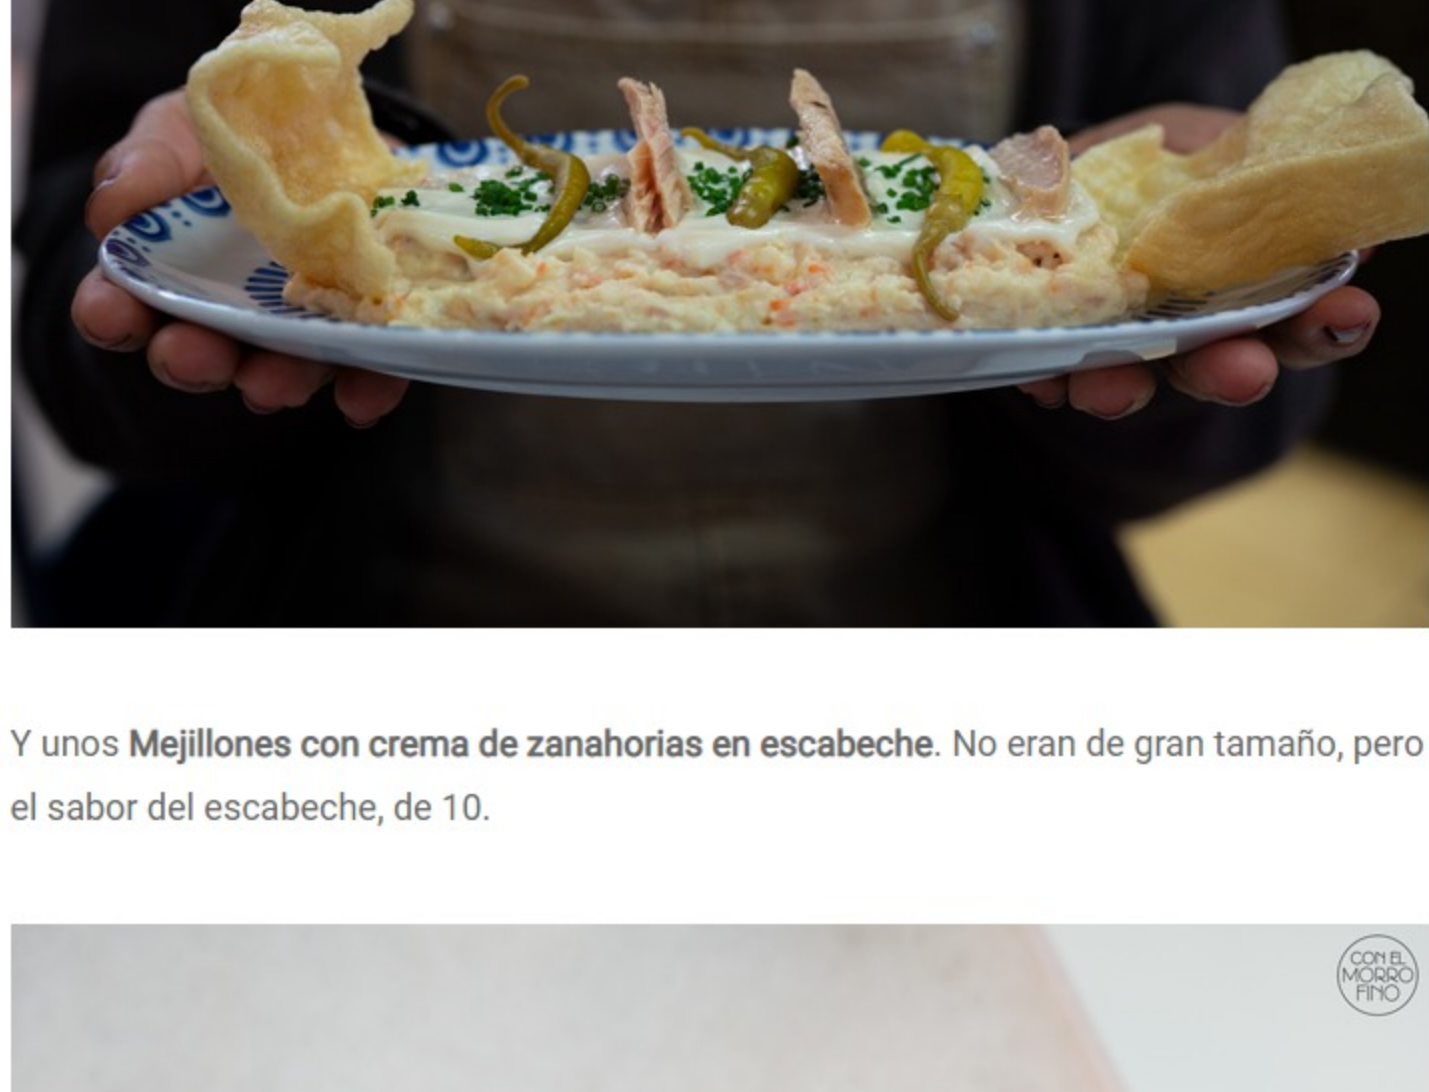 Y unos Mejillones con crema de zanahorias en escabeche. No eran de gran tamaño, pero
el sabor del escabeche, de 10.
CON EL
MORRO
FINO